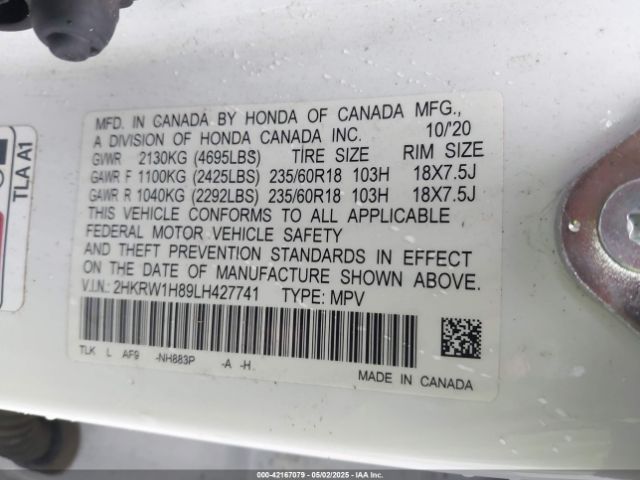 MFD. IN CANADA BY HONDA OF CANADA MFG.,
A DIVISION OF HONDA CANADA INC. 10/'20
GVWR 2130KG (4695LBS) TIRE SIZE RIM SIZE
GAWR F 1100KG (2425LBS) 235/60R18 103H 18X7.5J
GAWR R 1040KG (2292LBS) 235/60R18 103H 18X7.5J
THIS VEHICLE CONFORMS TO ALL APPLICABLE
FEDERAL MOTOR VEHICLE SAFETY
AND THEFT PREVENTION STANDARDS IN EFFECT
ON THE DATE OF MANUFACTURE SHOWN ABOVE.
V.I.N.: 2HKRW1H89LH427741 TYPE: MPV
TLK L AF9 -NH883P -A -H
MADE IN CANADA
TLA A1
000-42167079 - 05/02/2025 - IAAI.COM